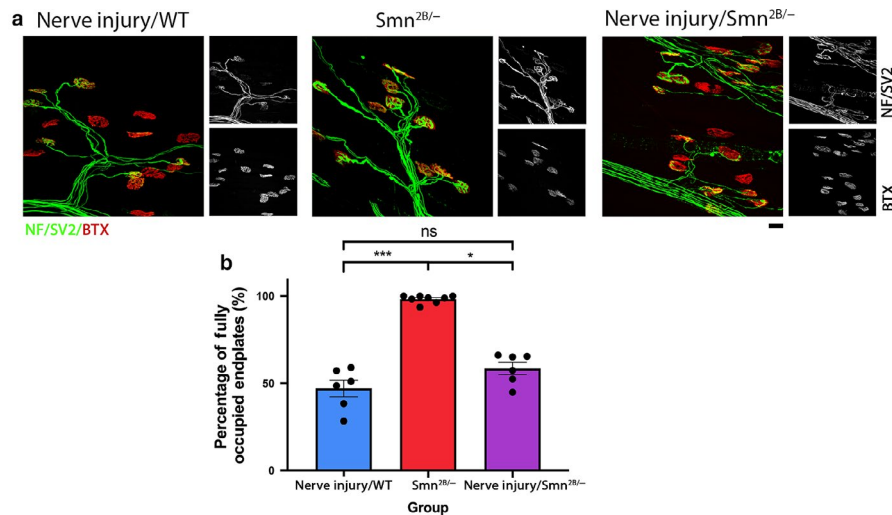 a
Nerve injury/WT
Smn2B/–
Nerve injury/Smn2B/–
NF/SV2
BTX
NF/SV2/BTX
b
ns
***
*
Percentage of fully
occupied endplates (%)
100
50
0
Nerve injury/WT
Smn2B/–
Nerve injury/Smn2B/–
Group